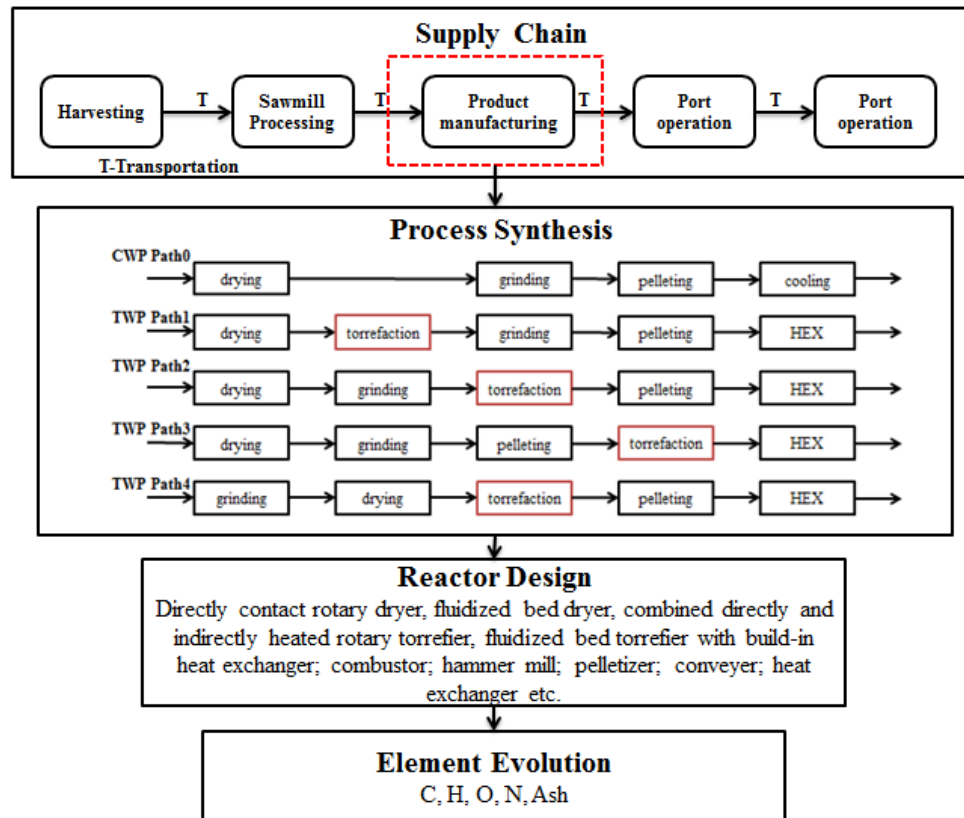 Supply Chain
Harvesting
T
Sawmill
Processing
T
Product
manufacturing
T
Port
operation
T
Port
operation
T-Transportation
Process Synthesis
CWP Path0
drying
grinding
pelleting
cooling
TWP Path1
drying
torrefaction
grinding
pelleting
HEX
TWP Path2
drying
grinding
torrefaction
pelleting
HEX
TWP Path3
drying
grinding
pelleting
torrefaction
HEX
TWP Path4
grinding
drying
torrefaction
pelleting
HEX
Reactor Design
Directly contact rotary dryer, fluidized bed dryer, combined directly and
indirectly heated rotary torrefier, fluidized bed torrefier with build-in
heat exchanger; combustor; hammer mill; pelletizer; conveyer; heat
exchanger etc.
Element Evolution
C, H, O, N, Ash